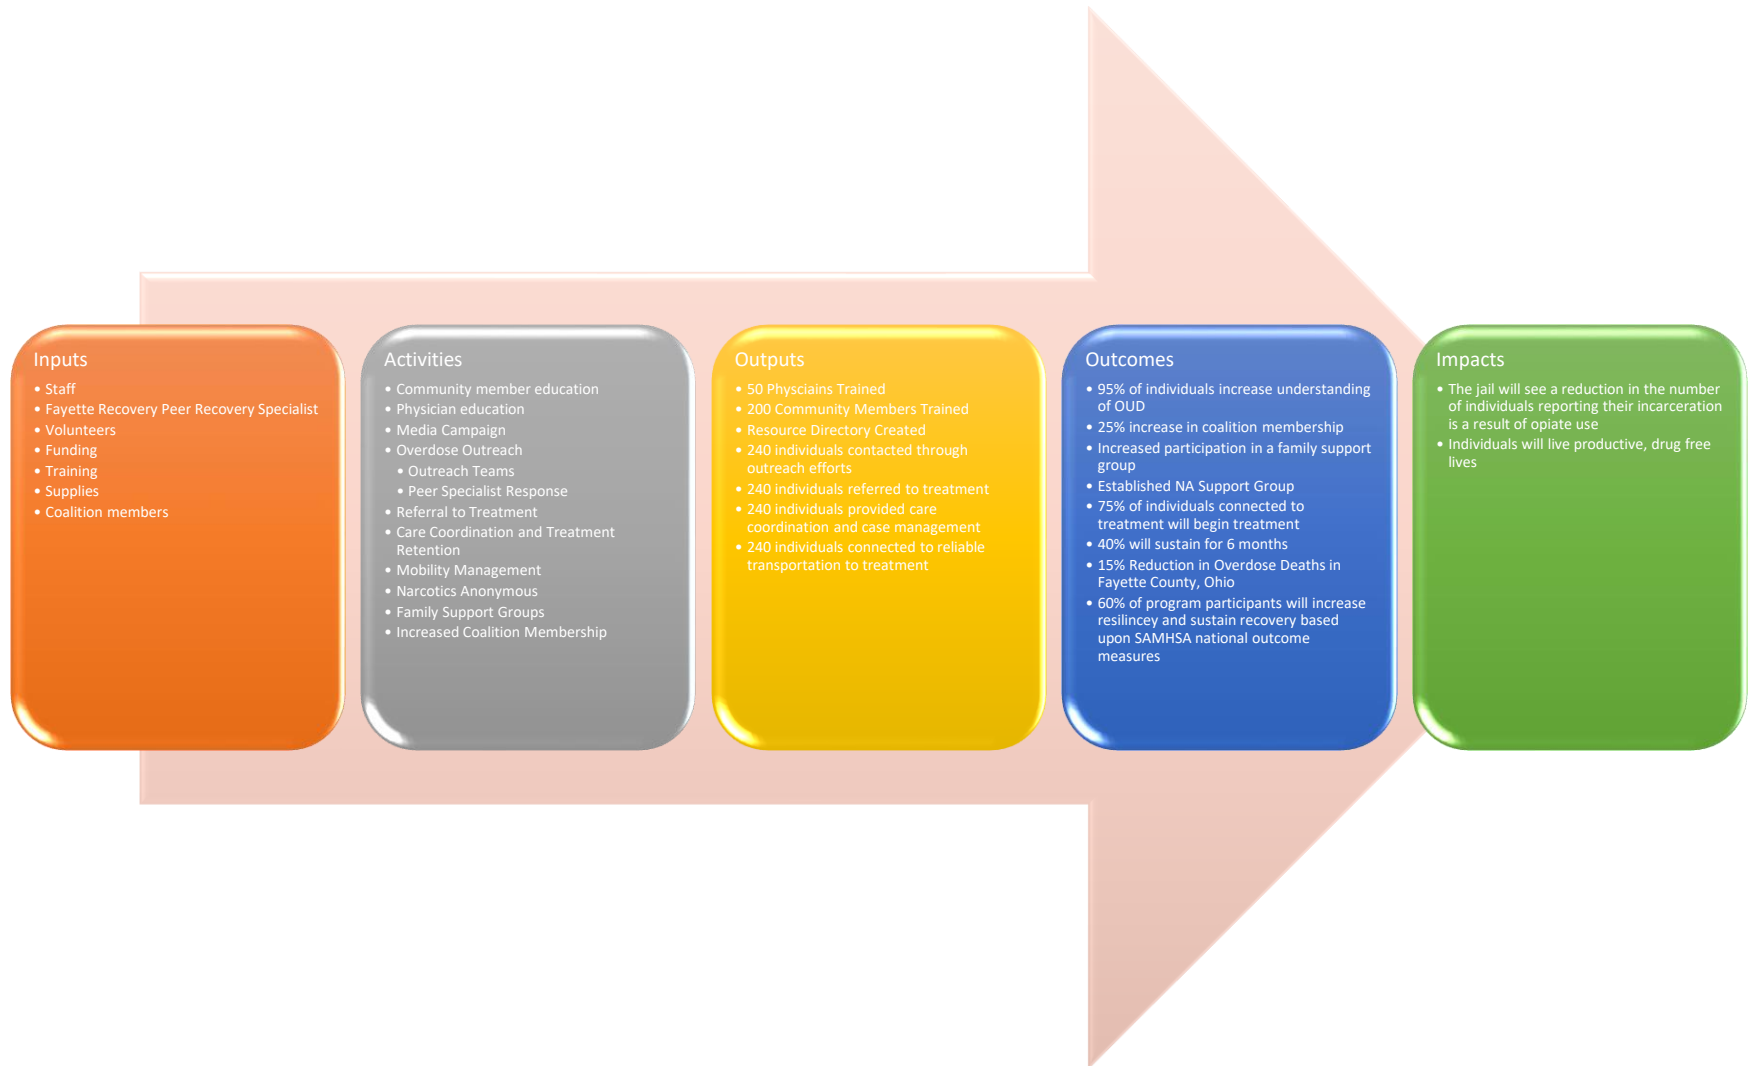 Inputs
• Staff
• Fayette Recovery Peer Recovery Specialist
• Volunteers
• Funding
• Training
• Supplies
• Coalition members
Activities
• Community member education
• Physician education
• Media Campaign
• Overdose Outreach
• Outreach Teams
• Peer Specialist Response
• Referral to Treatment
• Care Coordination and Treatment
Retention
• Mobility Management
• Narcotics Anonymous
• Family Support Groups
• Increased Coalition Membership
Outputs
• 50 Physciains Trained
• 200 Community Members Trained
• Resource Directory Created
• 240 individuals contacted through
outreach efforts
• 240 individuals referred to treatment
• 240 individuals provided care
coordination and case management
• 240 individuals connected to reliable
transportation to treatment
Outcomes
• 95% of individuals increase understanding
of OUD
• 25% increase in coalition membership
• Increased participation in a family support
group
• Established NA Support Group
• 75% of individuals connected to
treatment will begin treatment
• 40% will sustain for 6 months
• 15% Reduction in Overdose Deaths in
Fayette County, Ohio
• 60% of program participants will increase
resilincey and sustain recovery based
upon SAMHSA national outcome
measures
Impacts
• The jail will see a reduction in the number
of individuals reporting their incarceration
is a result of opiate use
• Individuals will live productive, drug free
lives